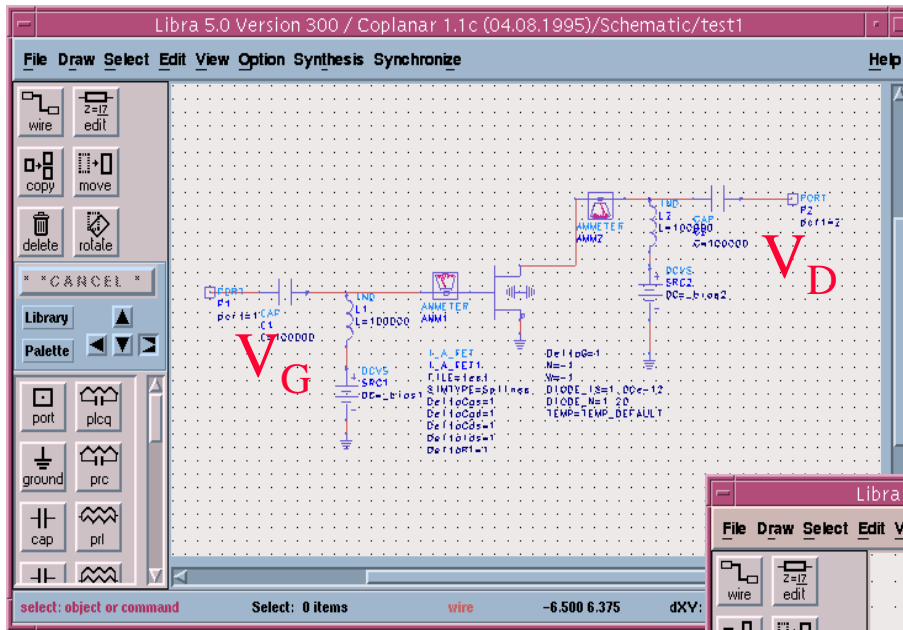 Libra 5.0 Version 300 / Coplanar 1.1c (04.08.1995)/Schematic/test1
File Draw Select Edit View Option Synthesis Synchronize Help
wire
Z=1?
edit
copy
move
delete
rotate
* *CANCEL *
Library
Palette
port
plcq
ground
prc
cap
prl
PORT
P1
port=1
CAP
C1
C=100000
IND
L1
L=100000
DCVS
SRC1
DC=_bias1
AMMETER
AMM1
AMMETER
AMM2
IND
L2
L=100000
CAP
C=100000
DCVS
SRC2
DC=_bias2
PORT
P2
port=2
V G
V D
FILE=test
SIMTYPE=Splines
DeltaCgs=1
DeltaCgd=1
DeltaCds=1
DeltaIds=1
DeltaRi=1
DeltaG=1
N=-1
DIODE_IS=1.00e-12
DIODE_N=1.20
TEMP=TEMP_DEFAULT
select: object or command
Select: 0 items
wire
-6.500 6.375
dXY:
Libra
File Draw Select Edit V
wire
edit